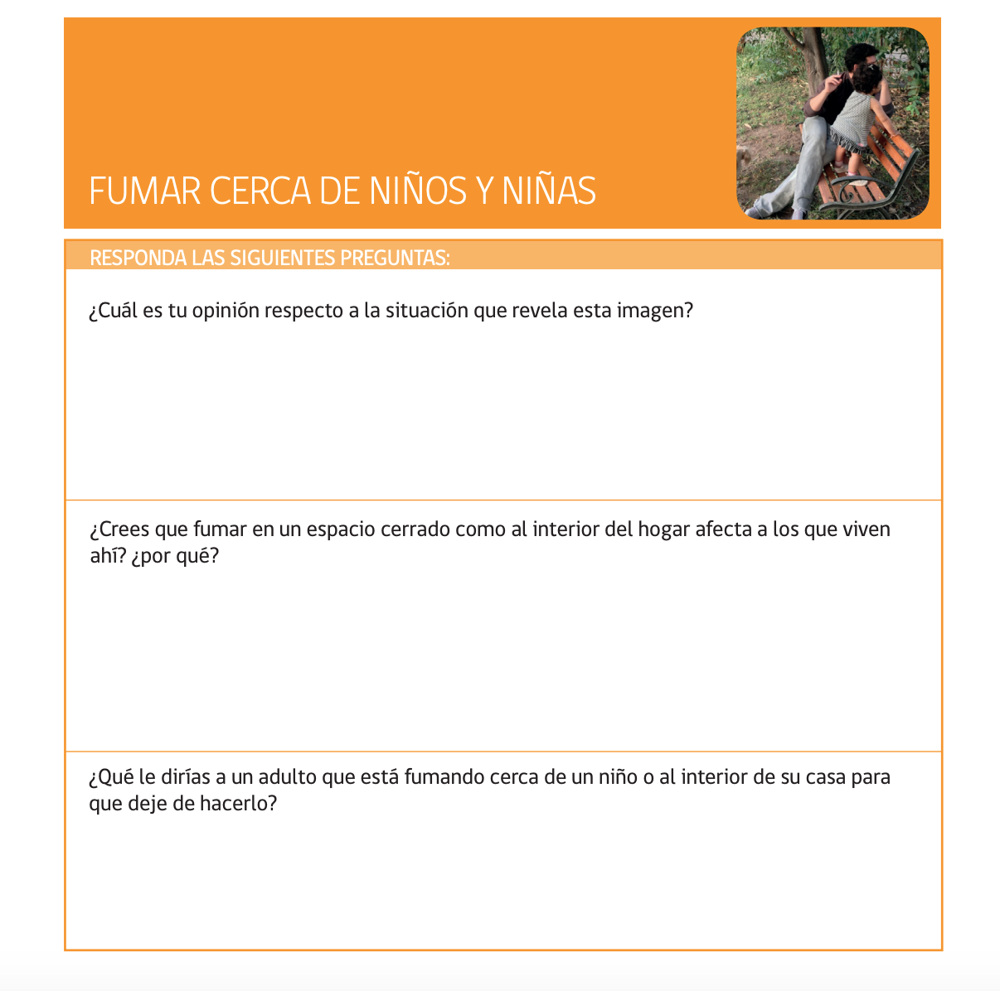 FUMAR CERCA DE NIÑOS Y NIÑAS
RESPONDA LAS SIGUIENTES PREGUNTAS:
¿Cuál es tu opinión respecto a la situación que revela esta imagen?
¿Crees que fumar en un espacio cerrado como al interior del hogar afecta a los que viven
ahí? ¿por qué?
¿Qué le dirías a un adulto que está fumando cerca de un niño o al interior de su casa para
que deje de hacerlo?